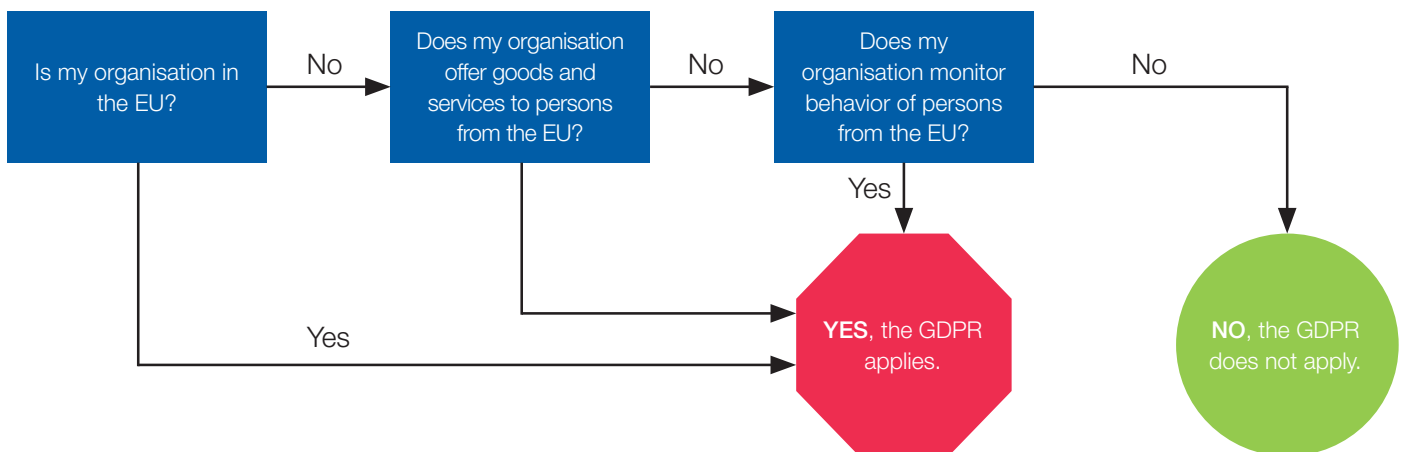 Is my organisation in
the EU?
No
Does my organisation
offer goods and
services to persons
from the EU?
No
Does my
organisation monitor
behavior of persons
from the EU?
No
Yes
Yes
YES, the GDPR
applies.
NO, the GDPR
does not apply.